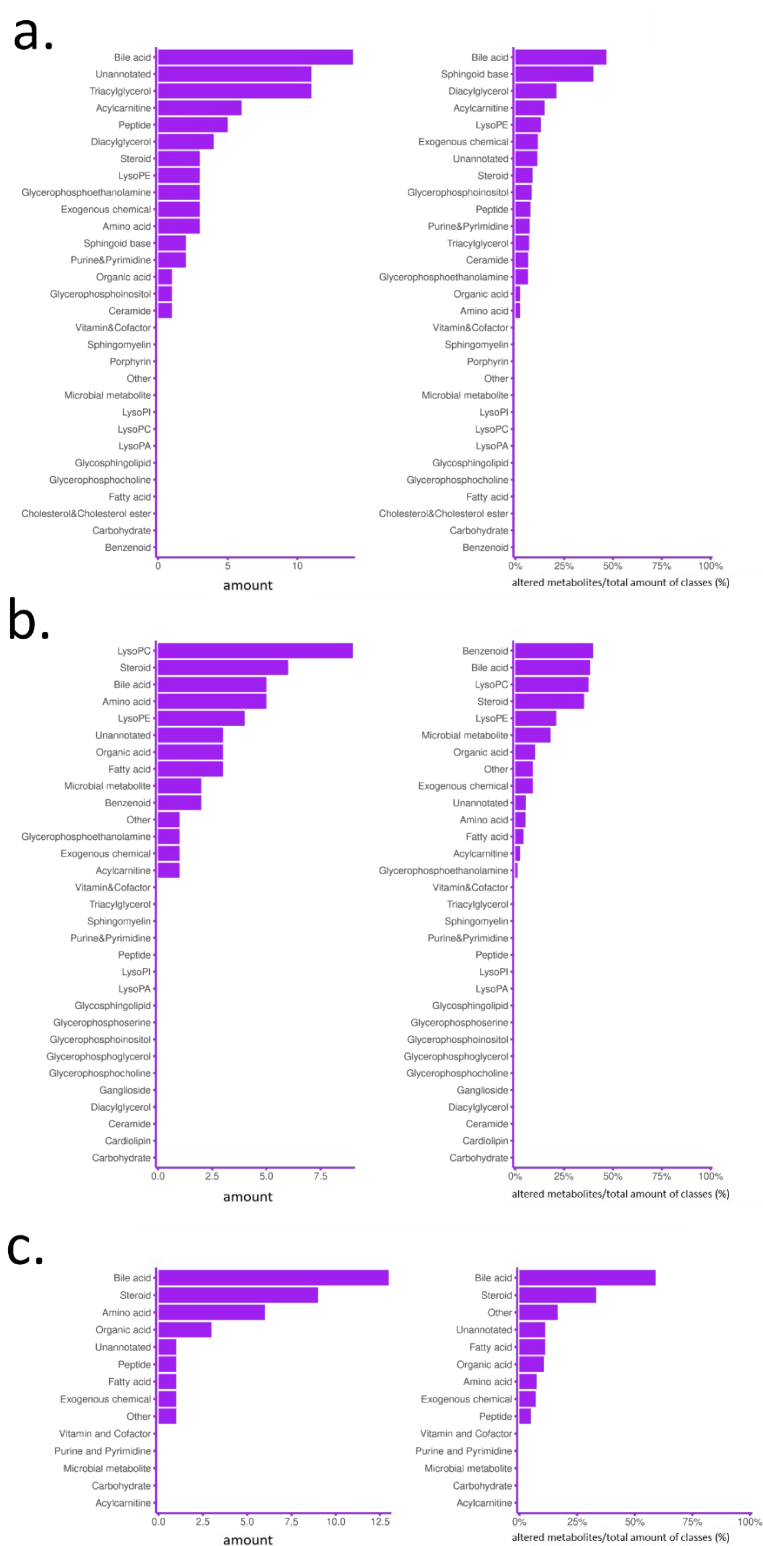 a.
Bile acid
Unannotated
Triacylglycerol
Acylcarnitine
Peptide
Diacylglycerol
Steroid
LysoPE
Glycerophosphoethanolamine
Exogenous chemical
Amino acid
Sphingoid base
Purine&Pyrimidine
Organic acid
Glycerophosphoinositol
Ceramide
Vitamin&Cofactor
Sphingomyelin
Porphyrin
Other
Microbial metabolite
LysoPI
LysoPC
LysoPA
Glycosphingolipid
Glycerophosphocholine
Fatty acid
Cholesterol&Cholesterol ester
Carbohydrate
Benzenoid
0 5 10
amount
Bile acid
Sphingoid base
Diacylglycerol
Acylcarnitine
LysoPE
Exogenous chemical
Unannotated
Steroid
Glycerophosphoinositol
Peptide
Purine&Pyrimidine
Triacylglycerol
Ceramide
Glycerophosphoethanolamine
Organic acid
Amino acid
Vitamin&Cofactor
Sphingomyelin
Porphyrin
Other
Microbial metabolite
LysoPI
LysoPC
LysoPA
Glycosphingolipid
Glycerophosphocholine
Fatty acid
Cholesterol&Cholesterol ester
Carbohydrate
Benzenoid
0% 25% 50% 75% 100%
altered metabolites/total amount of classes (%)
b.
LysoPC
Steroid
Bile acid
Amino acid
LysoPE
Unannotated
Organic acid
Fatty acid
Microbial metabolite
Benzenoid
Other
Glycerophosphoethanolamine
Exogenous chemical
Acylcarnitine
Vitamin&Cofactor
Triacylglycerol
Sphingomyelin
Purine&Pyrimidine
Peptide
LysoPI
LysoPA
Glycosphingolipid
Glycerophosphoserine
Glycerophosphoinositol
Glycerophosphoglycerol
Glycerophosphocholine
Ganglioside
Diacylglycerol
Ceramide
Cardiolipin
Carbohydrate
0.0 2.5 5.0 7.5
amount
Benzenoid
Bile acid
LysoPC
Steroid
LysoPE
Microbial metabolite
Organic acid
Other
Exogenous chemical
Unannotated
Amino acid
Fatty acid
Acylcarnitine
Glycerophosphoethanolamine
Vitamin&Cofactor
Triacylglycerol
Sphingomyelin
Purine&Pyrimidine
Peptide
LysoPI
LysoPA
Glycosphingolipid
Glycerophosphoserine
Glycerophosphoinositol
Glycerophosphoglycerol
Glycerophosphocholine
Ganglioside
Diacylglycerol
Ceramide
Cardiolipin
Carbohydrate
0% 25% 50% 75% 100%
altered metabolites/total amount of classes (%)
c.
Bile acid
Steroid
Amino acid
Organic acid
Unannotated
Peptide
Fatty acid
Exogenous chemical
Other
Vitamin and Cofactor
Purine and Pyrimidine
Microbial metabolite
Carbohydrate
Acylcarnitine
0.0 2.5 5.0 7.5 10.0 12.5
amount
Bile acid
Steroid
Other
Unannotated
Fatty acid
Organic acid
Amino acid
Exogenous chemical
Peptide
Vitamin and Cofactor
Purine and Pyrimidine
Microbial metabolite
Carbohydrate
Acylcarnitine
0% 25% 50% 75% 100%
altered metabolites/total amount of classes (%)